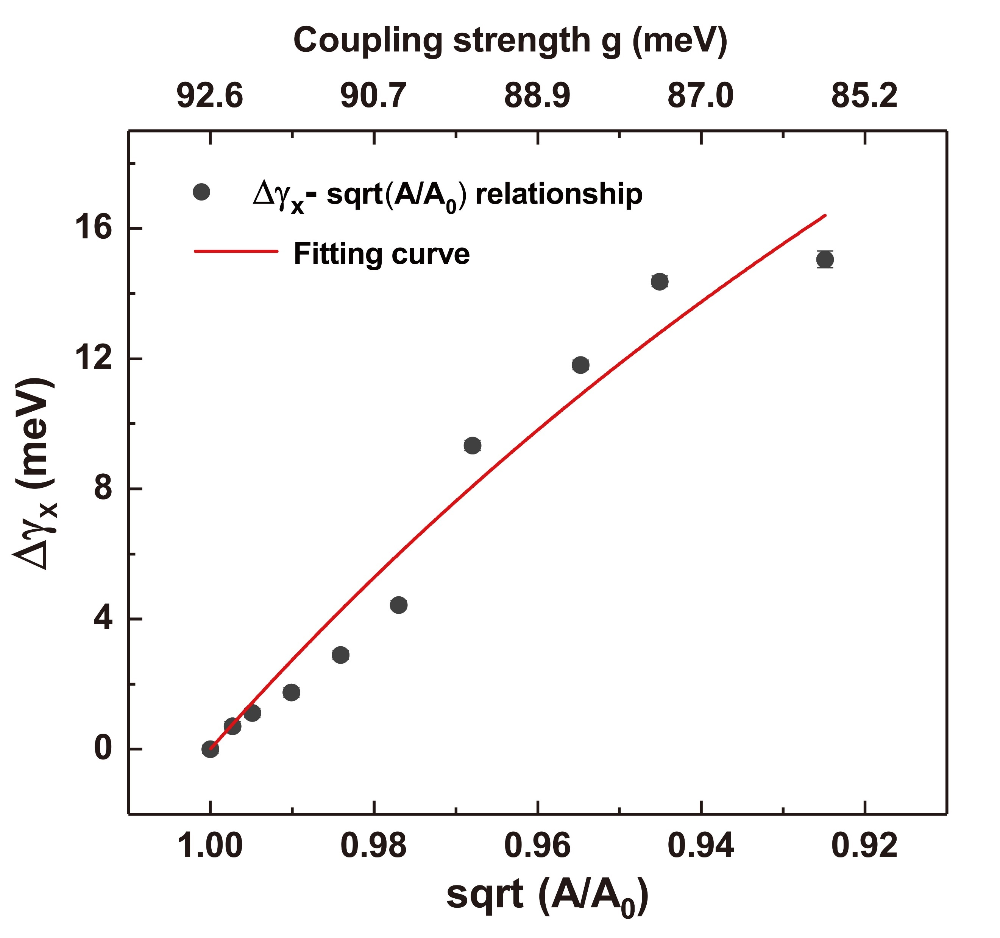 Coupling strength g (meV)
92.6 90.7 88.9 87.0 85.2
Δγx- sqrt(A/A0) relationship
Fitting curve
16
12
8
4
0
Δγx (meV)
1.00 0.98 0.96 0.94 0.92
sqrt (A/A0)